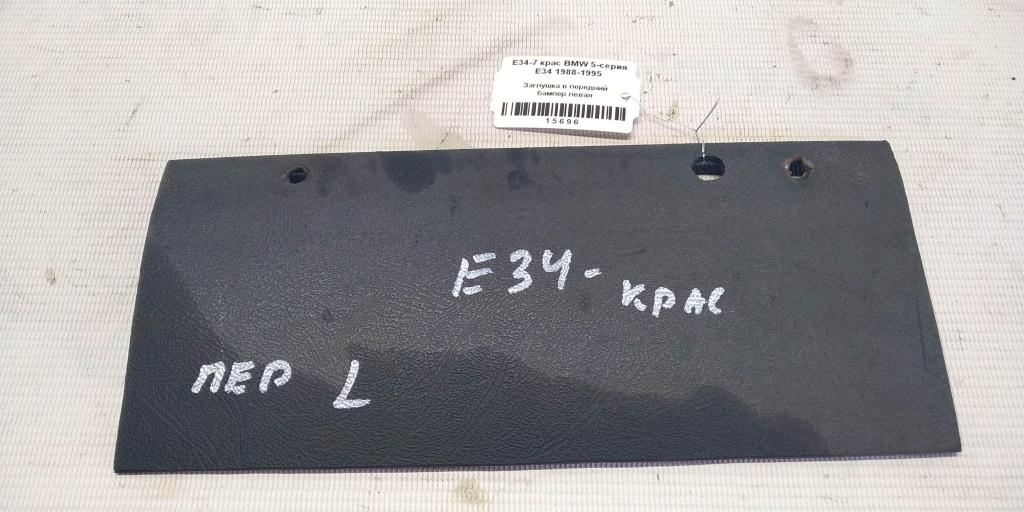 E34-7 крас BMW 5-серия
E34 1988-1995
Заглушка в передний
бампер левая
15696
E34-
крас
ПЕР L